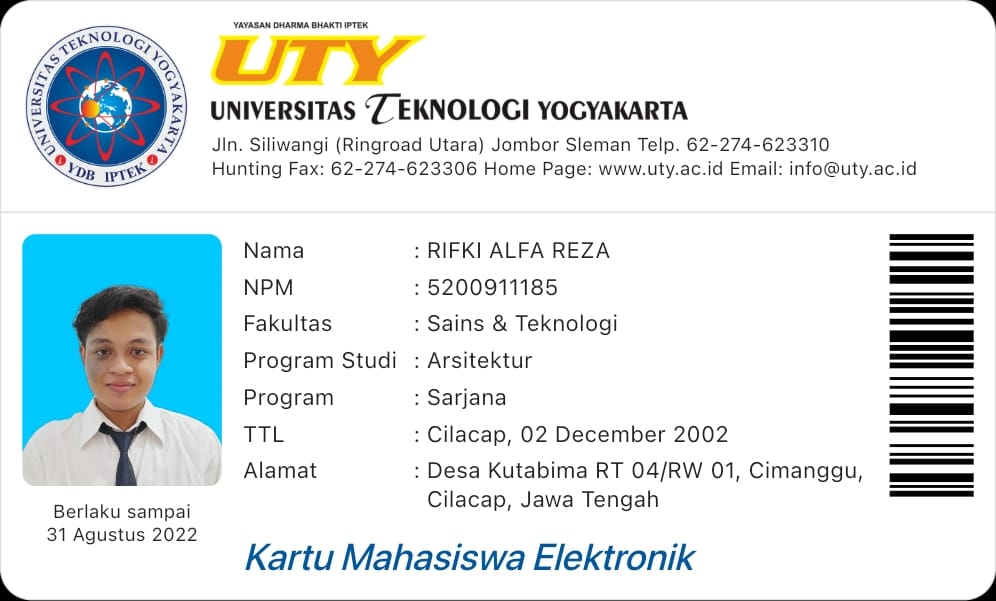 YAYASAN DHARMA BHAKTI IPTEK
UTY
UNIVERSITAS TEKNOLOGI YOGYAKARTA
Jln. Siliwangi (Ringroad Utara) Jombor Sleman Telp. 62-274-623310
Hunting Fax: 62-274-623306 Home Page: www.uty.ac.id Email: info@uty.ac.id
UNIVERSITAS TEKNOLOGI YOGYAKARTA
YDB IPTEK
Nama : RIFKI ALFA REZA
NPM : 5200911185
Fakultas : Sains & Teknologi
Program Studi : Arsitektur
Program : Sarjana
TTL : Cilacap, 02 December 2002
Alamat : Desa Kutabima RT 04/RW 01, Cimanggu,
Cilacap, Jawa Tengah
Berlaku sampai
31 Agustus 2022
Kartu Mahasiswa Elektronik